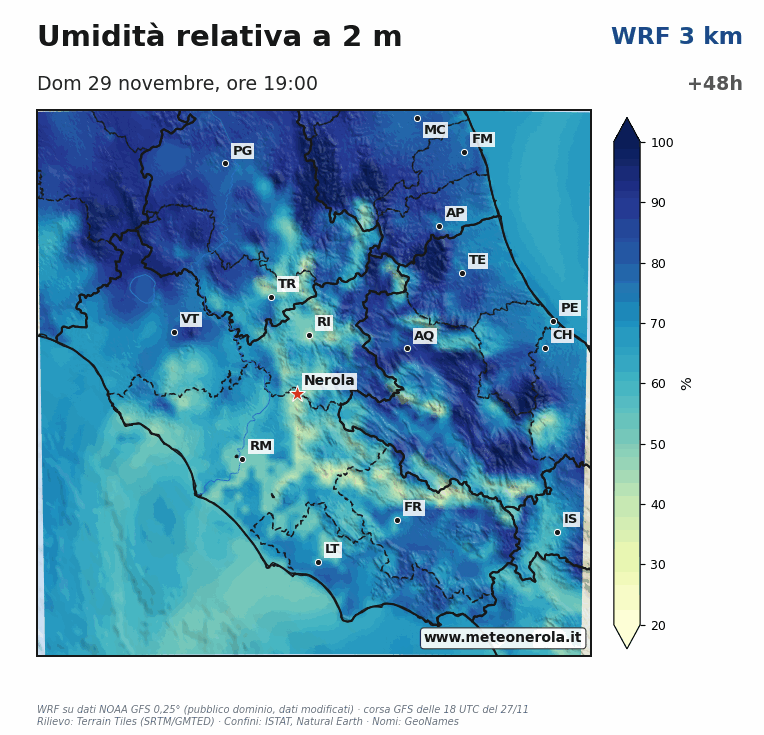 Umidità relativa a 2 m
WRF 3 km
Dom 29 novembre, ore 19:00
+48h
MC
FM
PG
AP
TE
TR
PE
VT
RI
AQ
CH
Nerola
RM
FR
IS
LT
www.meteonerola.it
100
90
80
70
60
50
40
30
20
%
WRF su dati NOAA GFS 0,25° (pubblico dominio, dati modificati) · corsa GFS delle 18 UTC del 27/11
Rilievo: Terrain Tiles (SRTM/GMTED) · Confini: ISTAT, Natural Earth · Nomi: GeoNames